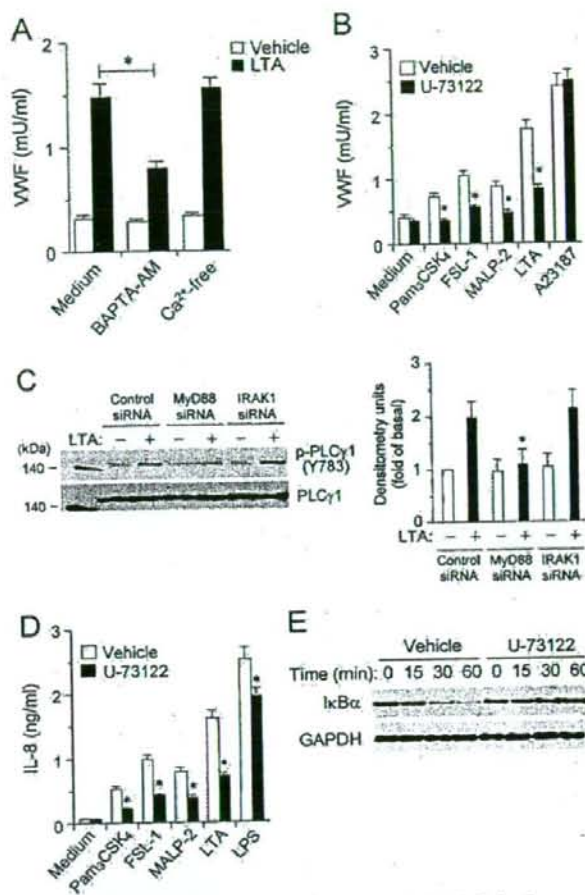 A
Vehicle
LTA
*
VWF (mU/ml)
2
1
0
Medium
BAPTA-AM
Ca²⁺-free
B
Vehicle
U-73122
VWF (mU/ml)
3
2
1
0
* * * *
Medium
Pam₃CSK₄
FSL-1
MALP-2
LTA
A23187
C
Control siRNA MyD88 siRNA IRAK1 siRNA
(kDa) LTA: − + − + − +
140 p-PLCγ1 (Y783)
140 PLCγ1
Densitometry units
(fold of basal)
3
2
1
0
*
LTA: − + − + − +
Control siRNA MyD88 siRNA IRAK1 siRNA
D
Vehicle
U-73122
IL-8 (ng/ml)
3
2
1
0
* * * * *
Medium
Pam₃CSK₄
FSL-1
MALP-2
LTA
LPS
E
Vehicle U-73122
Time (min): 0 15 30 60 0 15 30 60
IκBα
GAPDH